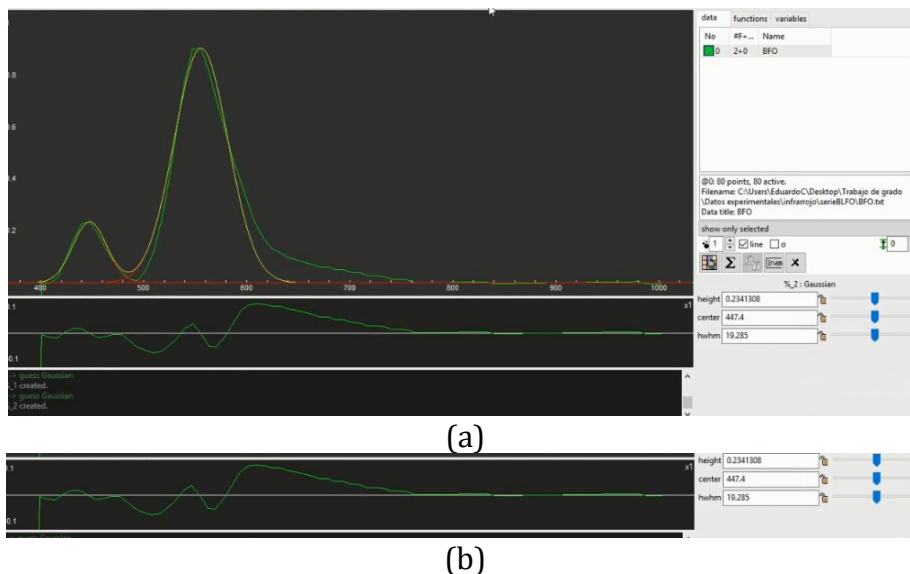 data functions variables
No #F+... Name
0 2+0 BFO
0.8
0.6
0.4
0.2
400 500 600 700 800 900 1000
@0: 80 points, 80 active.
Filename: C:\Users\EduardoC\Desktop\Trabajo de grado
\Datos experimentales\infrarrojo\serieBLFO\BFO.txt
Data title: BFO
show only selected
1 line σ 0
Σ x
%_2 : Gaussian
height 0.2341308
center 447.4
hwhm 19.285
0.1 x1
0.1
-> guess Gaussian
%_1 created.
-> guess Gaussian
%_2 created.
(a)
0.1 x1
0.1
height 0.2341308
center 447.4
hwhm 19.285
(b)